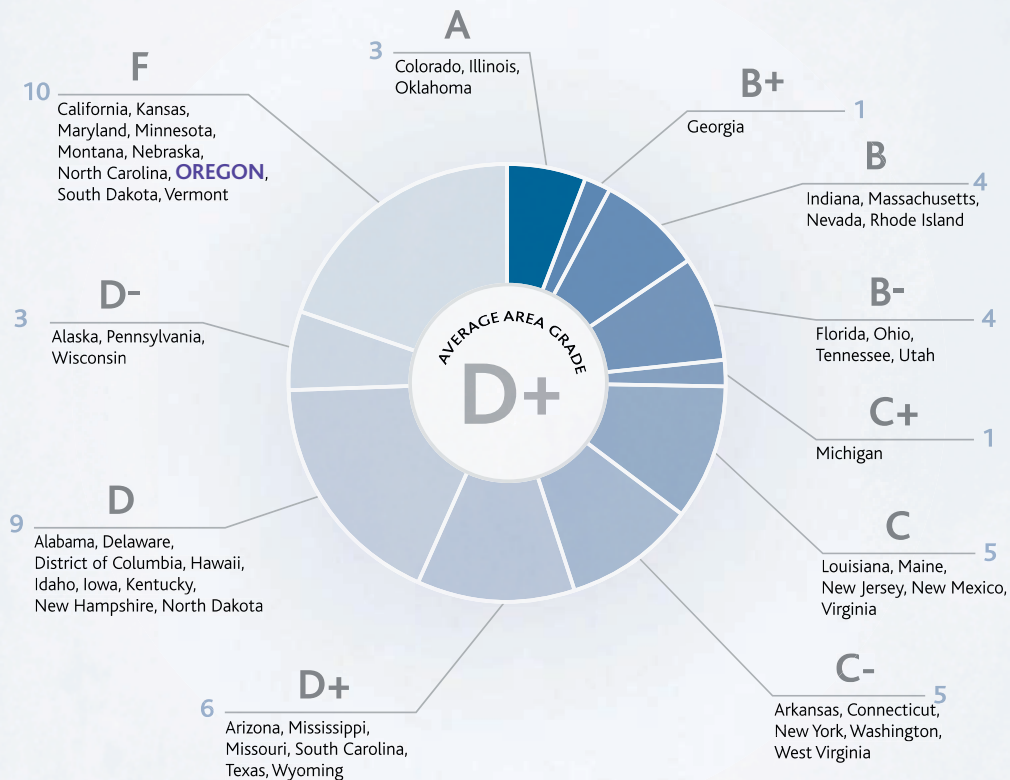 A
3
Colorado, Illinois,
Oklahoma
B+
1
Georgia
B
4
Indiana, Massachusetts,
Nevada, Rhode Island
B-
4
Florida, Ohio,
Tennessee, Utah
C+
1
Michigan
C
5
Louisiana, Maine,
New Jersey, New Mexico,
Virginia
C-
5
Arkansas, Connecticut,
New York, Washington,
West Virginia
D+
6
Arizona, Mississippi,
Missouri, South Carolina,
Texas, Wyoming
D
9
Alabama, Delaware,
District of Columbia, Hawaii,
Idaho, Iowa, Kentucky,
New Hampshire, North Dakota
D-
3
Alaska, Pennsylvania,
Wisconsin
F
10
California, Kansas,
Maryland, Minnesota,
Montana, Nebraska,
North Carolina, OREGON,
South Dakota, Vermont
AVERAGE AREA GRADE
D+